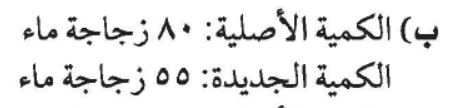 ب) الكمية الأصلية: ٨٠ زجاجة ماء
الكمية الجديدة: ٥٥ زجاجة ماء